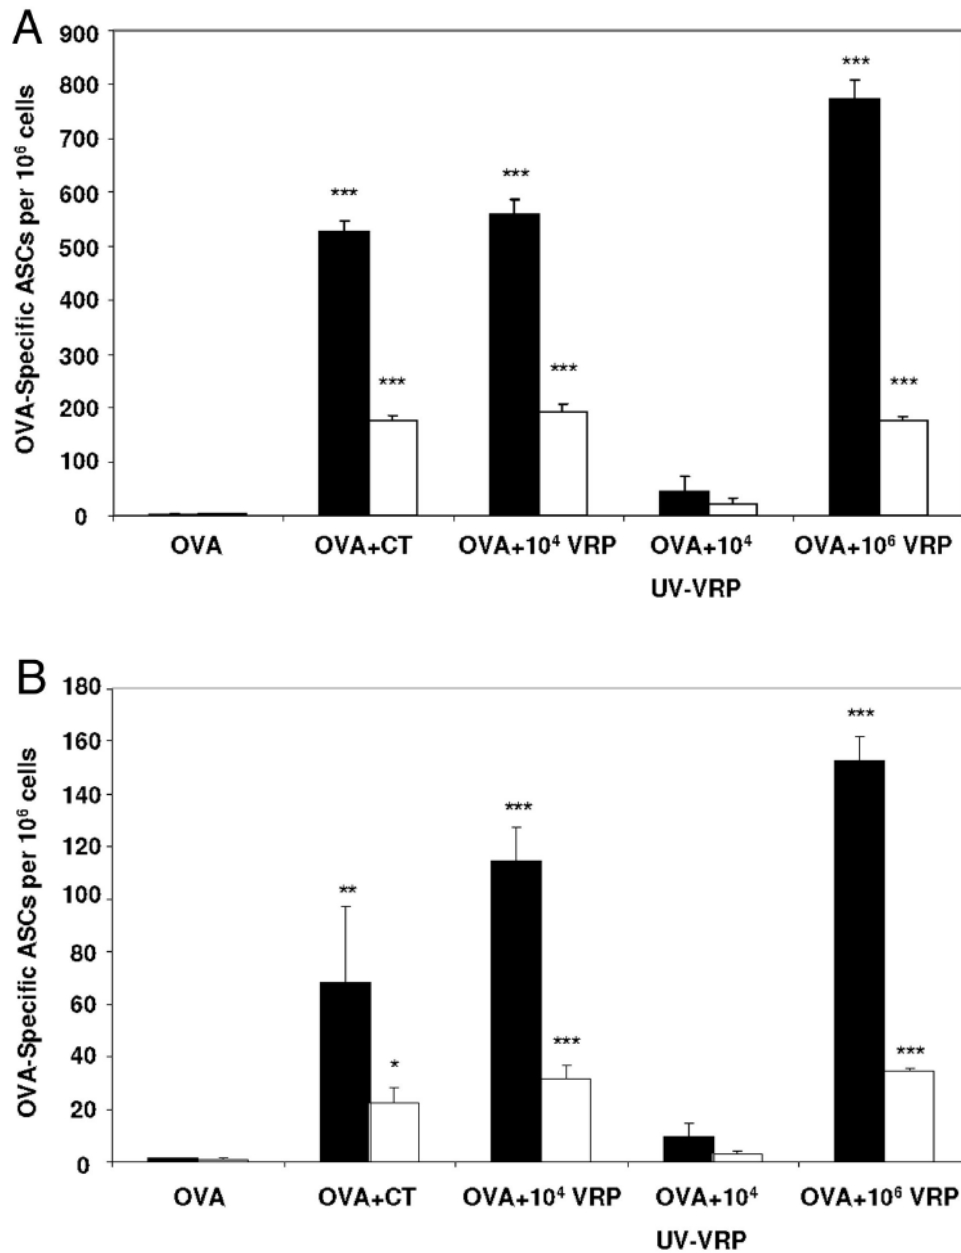 A
OVA-Specific ASCs per 10⁶ cells
900
800
700
600
500
400
300
200
100
0
***
***
***
***
***
***
OVA
OVA+CT
OVA+10⁴ VRP
OVA+10⁴
UV-VRP
OVA+10⁶ VRP
B
OVA-Specific ASCs per 10⁶ cells
180
160
140
120
100
80
60
40
20
0
**
*
***
***
***
***
OVA
OVA+CT
OVA+10⁴ VRP
OVA+10⁴
UV-VRP
OVA+10⁶ VRP